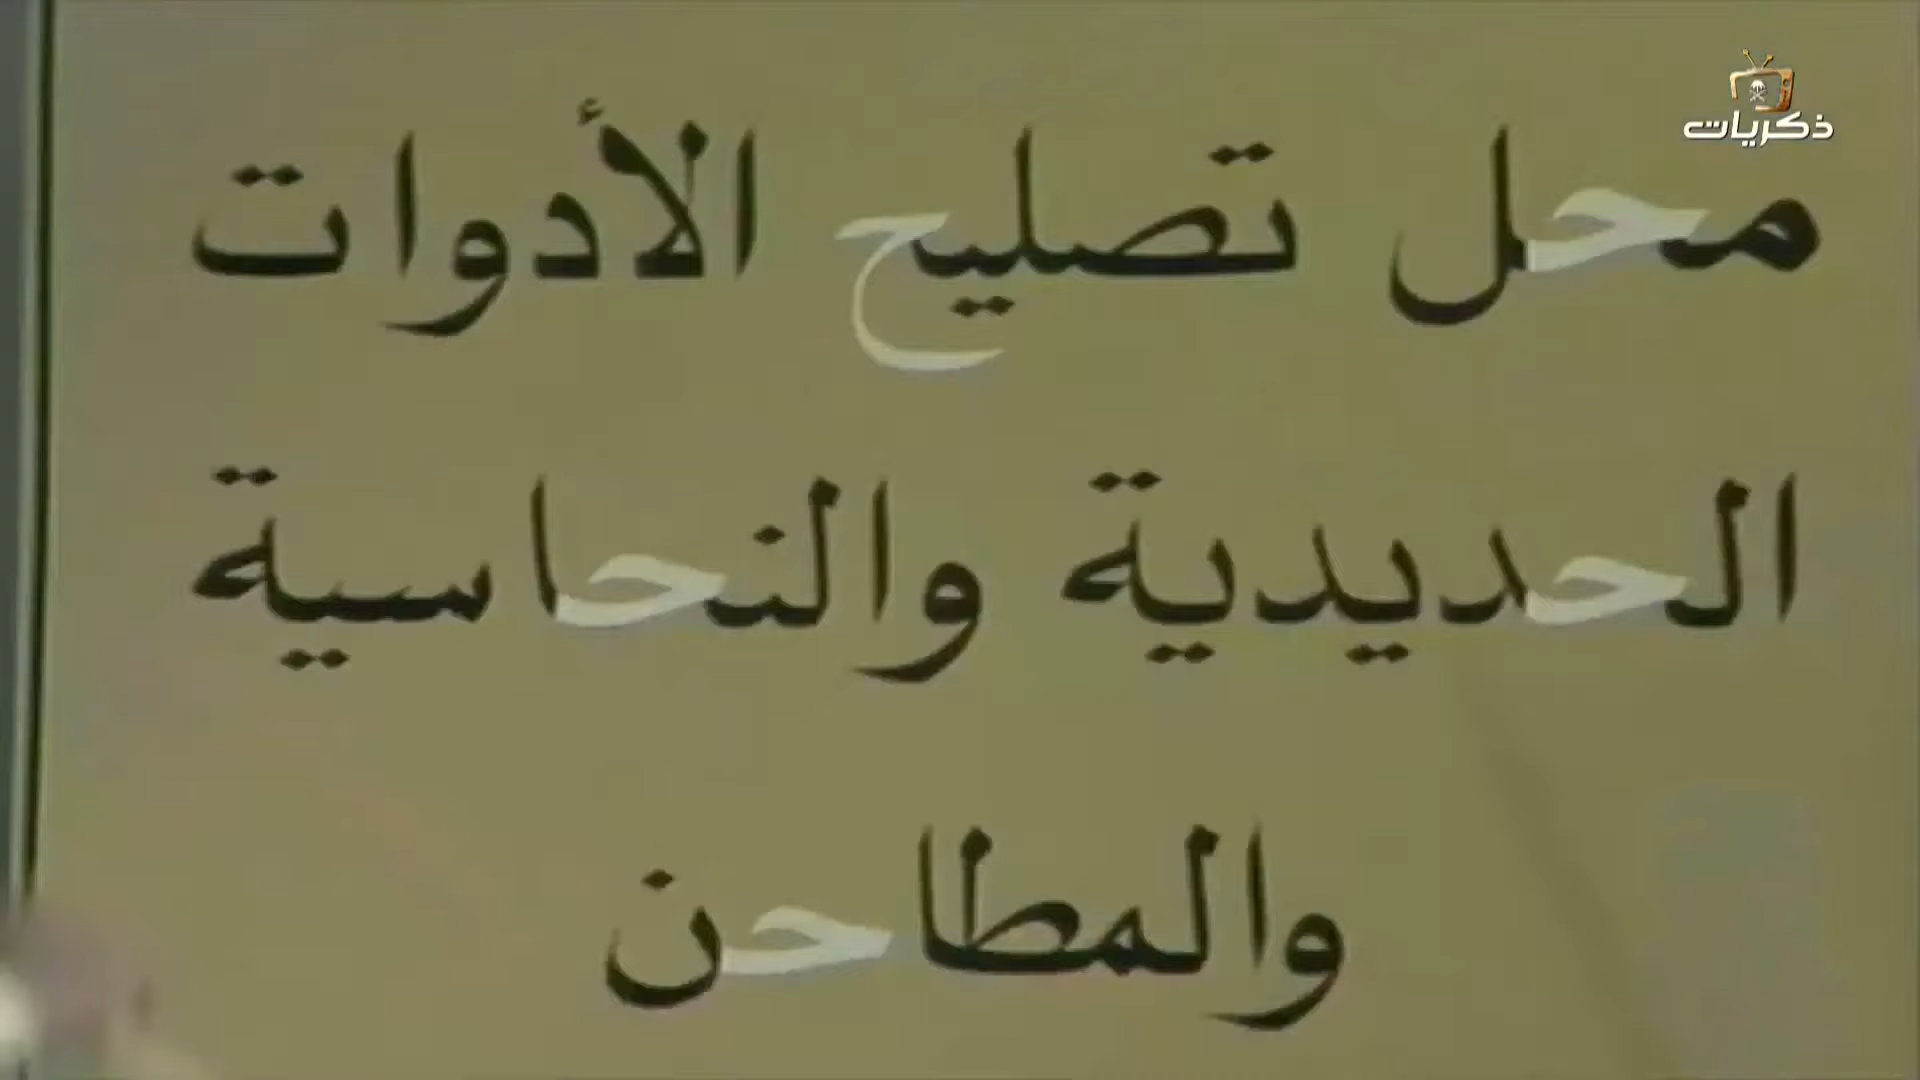 ذكريات
محل تصليح الأدوات
الحديدية والنحاسية
والمطاحن